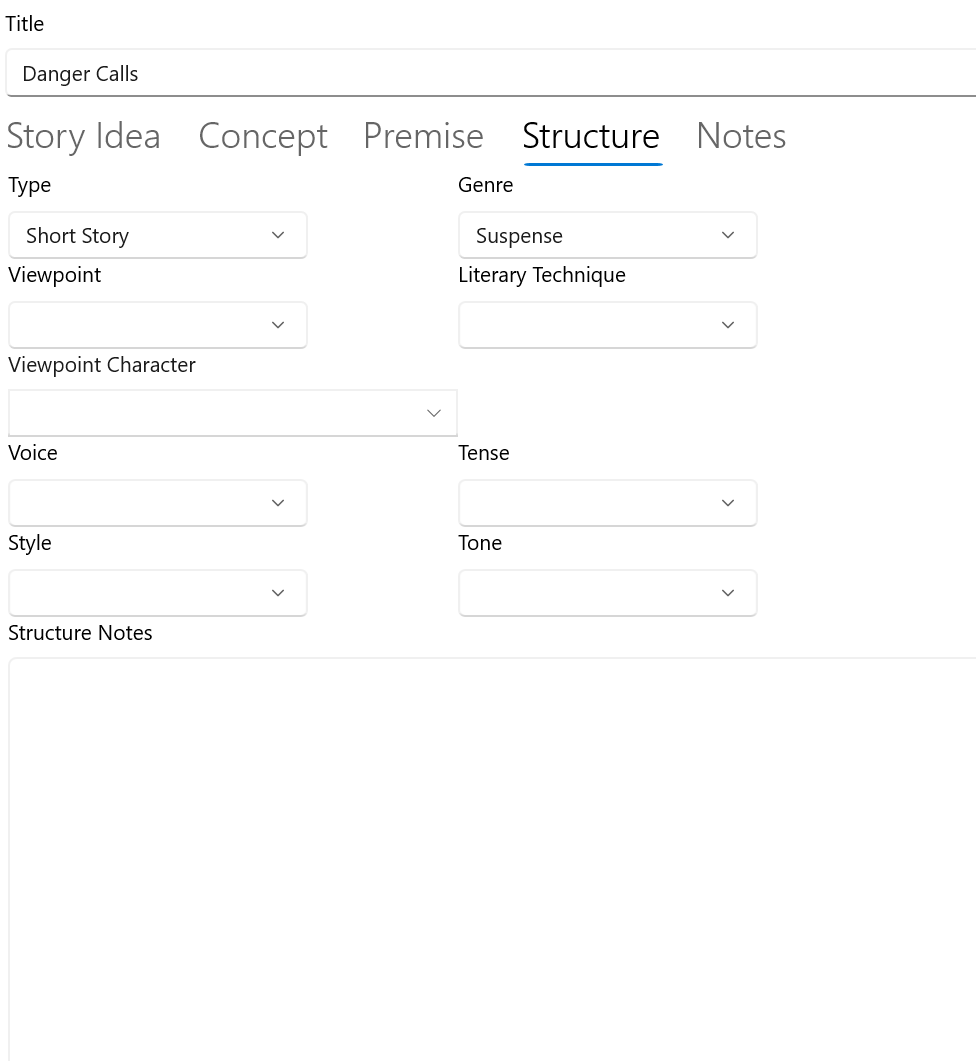 Title
Danger Calls
Story Idea Concept Premise Structure Notes
Type Genre
Short Story Suspense
Viewpoint Literary Technique
Viewpoint Character
Voice Tense
Style Tone
Structure Notes